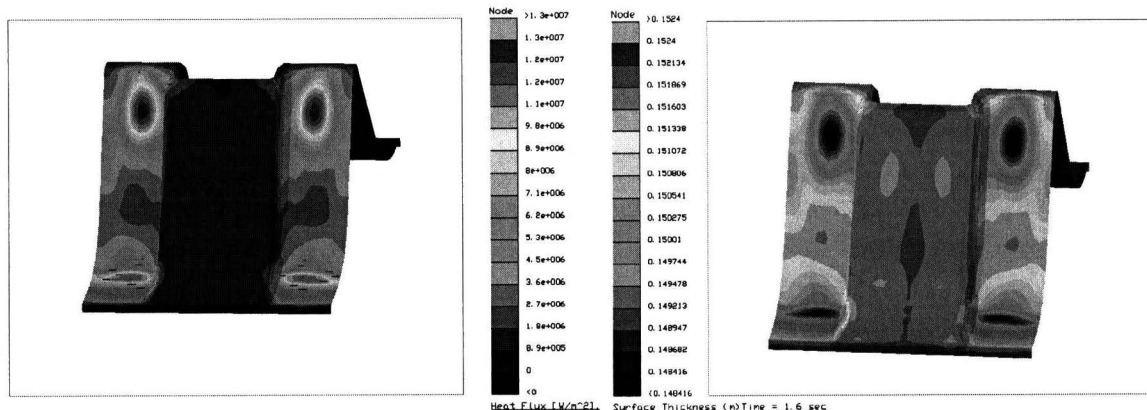 Node
>1.3e+007
1.3e+007
1.2e+007
1.2e+007
1.1e+007
9.8e+006
8.9e+006
8e+006
7.1e+006
6.2e+006
5.3e+006
4.5e+006
3.6e+006
2.7e+006
1.8e+006
8.9e+005
0
<0
Heat Flux [W/m^2].
Node
>0.1524
0.1524
0.152134
0.151869
0.151603
0.151338
0.151072
0.150806
0.150541
0.150275
0.15001
0.149744
0.149478
0.149213
0.148947
0.148682
0.148416
<0.148416
Surface Thickness (m)Time = 1.6 sec